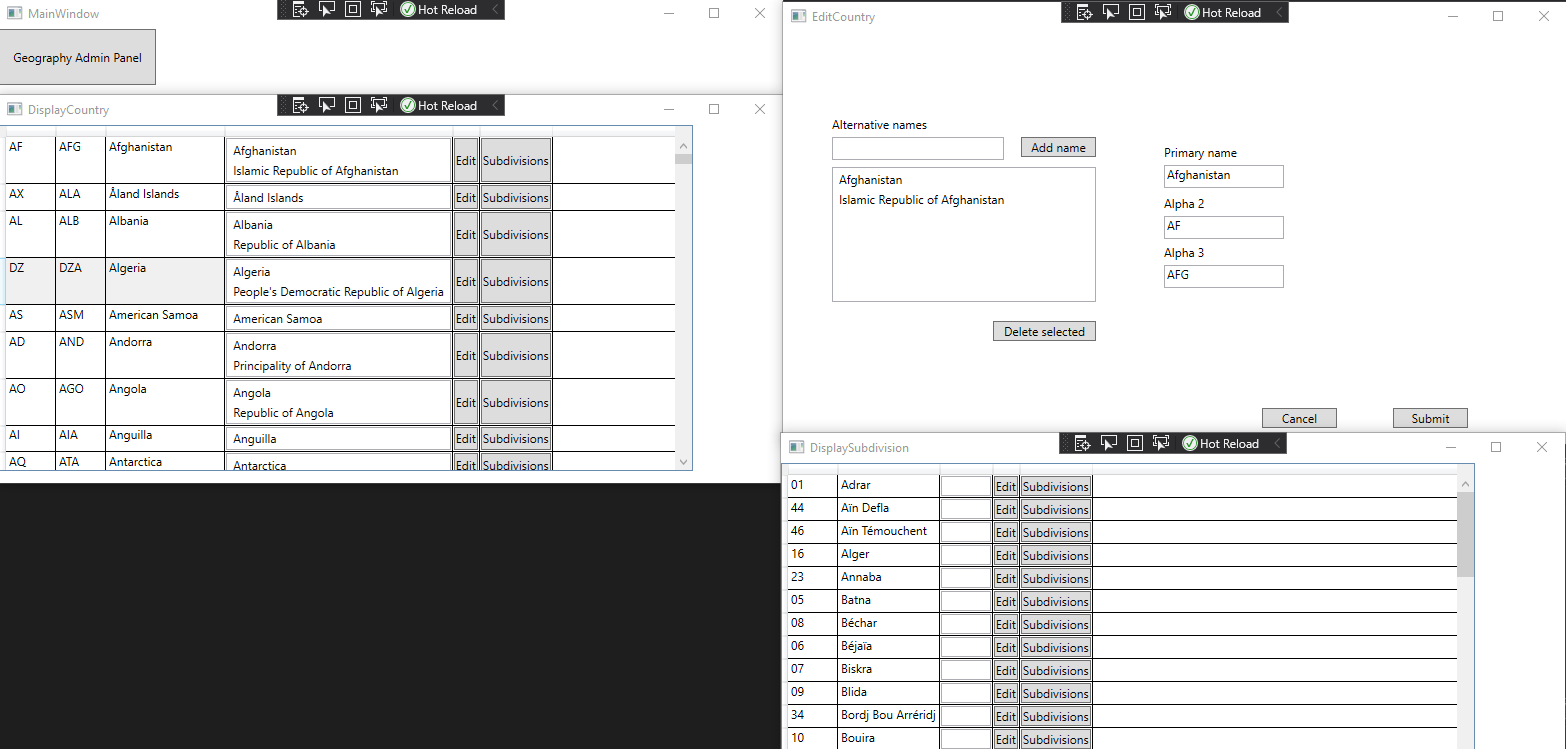 MainWindow
Hot Reload
Geography Admin Panel
DisplayCountry
Hot Reload
AF AFG Afghanistan Afghanistan Edit Subdivisions
Islamic Republic of Afghanistan
AX ALA Åland Islands Åland Islands Edit Subdivisions
AL ALB Albania Albania Edit Subdivisions
Republic of Albania
DZ DZA Algeria Algeria Edit Subdivisions
People's Democratic Republic of Algeria
AS ASM American Samoa American Samoa Edit Subdivisions
AD AND Andorra Andorra Edit Subdivisions
Principality of Andorra
AO AGO Angola Angola Edit Subdivisions
Republic of Angola
AI AIA Anguilla Anguilla Edit Subdivisions
AQ ATA Antarctica Antarctica Edit Subdivisions
EditCountry
Hot Reload
Alternative names
Add name
Afghanistan
Islamic Republic of Afghanistan
Delete selected
Primary name
Afghanistan
Alpha 2
AF
Alpha 3
AFG
Cancel Submit
DisplaySubdivision
Hot Reload
01 Adrar Edit Subdivisions
44 Aïn Defla Edit Subdivisions
46 Aïn Témouchent Edit Subdivisions
16 Alger Edit Subdivisions
23 Annaba Edit Subdivisions
05 Batna Edit Subdivisions
08 Béchar Edit Subdivisions
06 Béjaïa Edit Subdivisions
07 Biskra Edit Subdivisions
09 Blida Edit Subdivisions
34 Bordj Bou Arréridj Edit Subdivisions
10 Bouira Edit Subdivisions